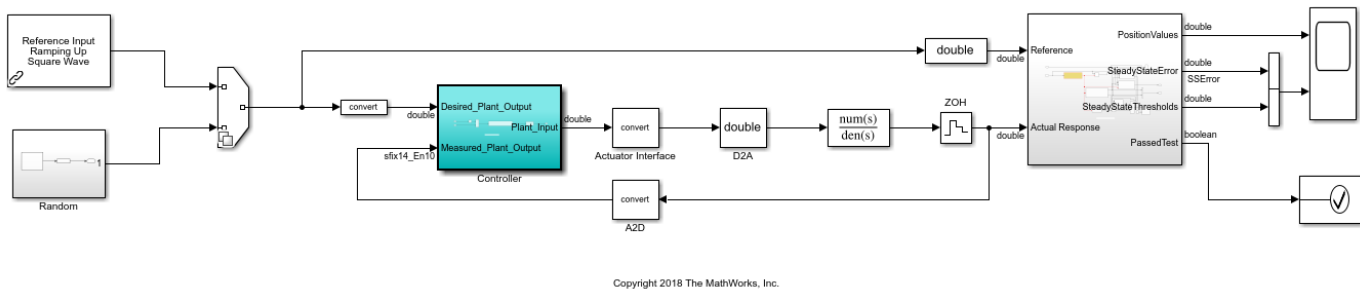 Reference Input
Ramping Up
Square Wave
1
Random
convert
double
Desired_Plant_Output
Plant_Input
Measured_Plant_Output
sfix14_En10
Controller
double
convert
Actuator Interface
double
D2A
num(s)
den(s)
ZOH
convert
A2D
double
double
Reference
double
Actual Response
PositionValues
SteadyStateError
SteadyStateThresholds
PassedTest
double
double
SSError
double
boolean
Copyright 2018 The MathWorks, Inc.